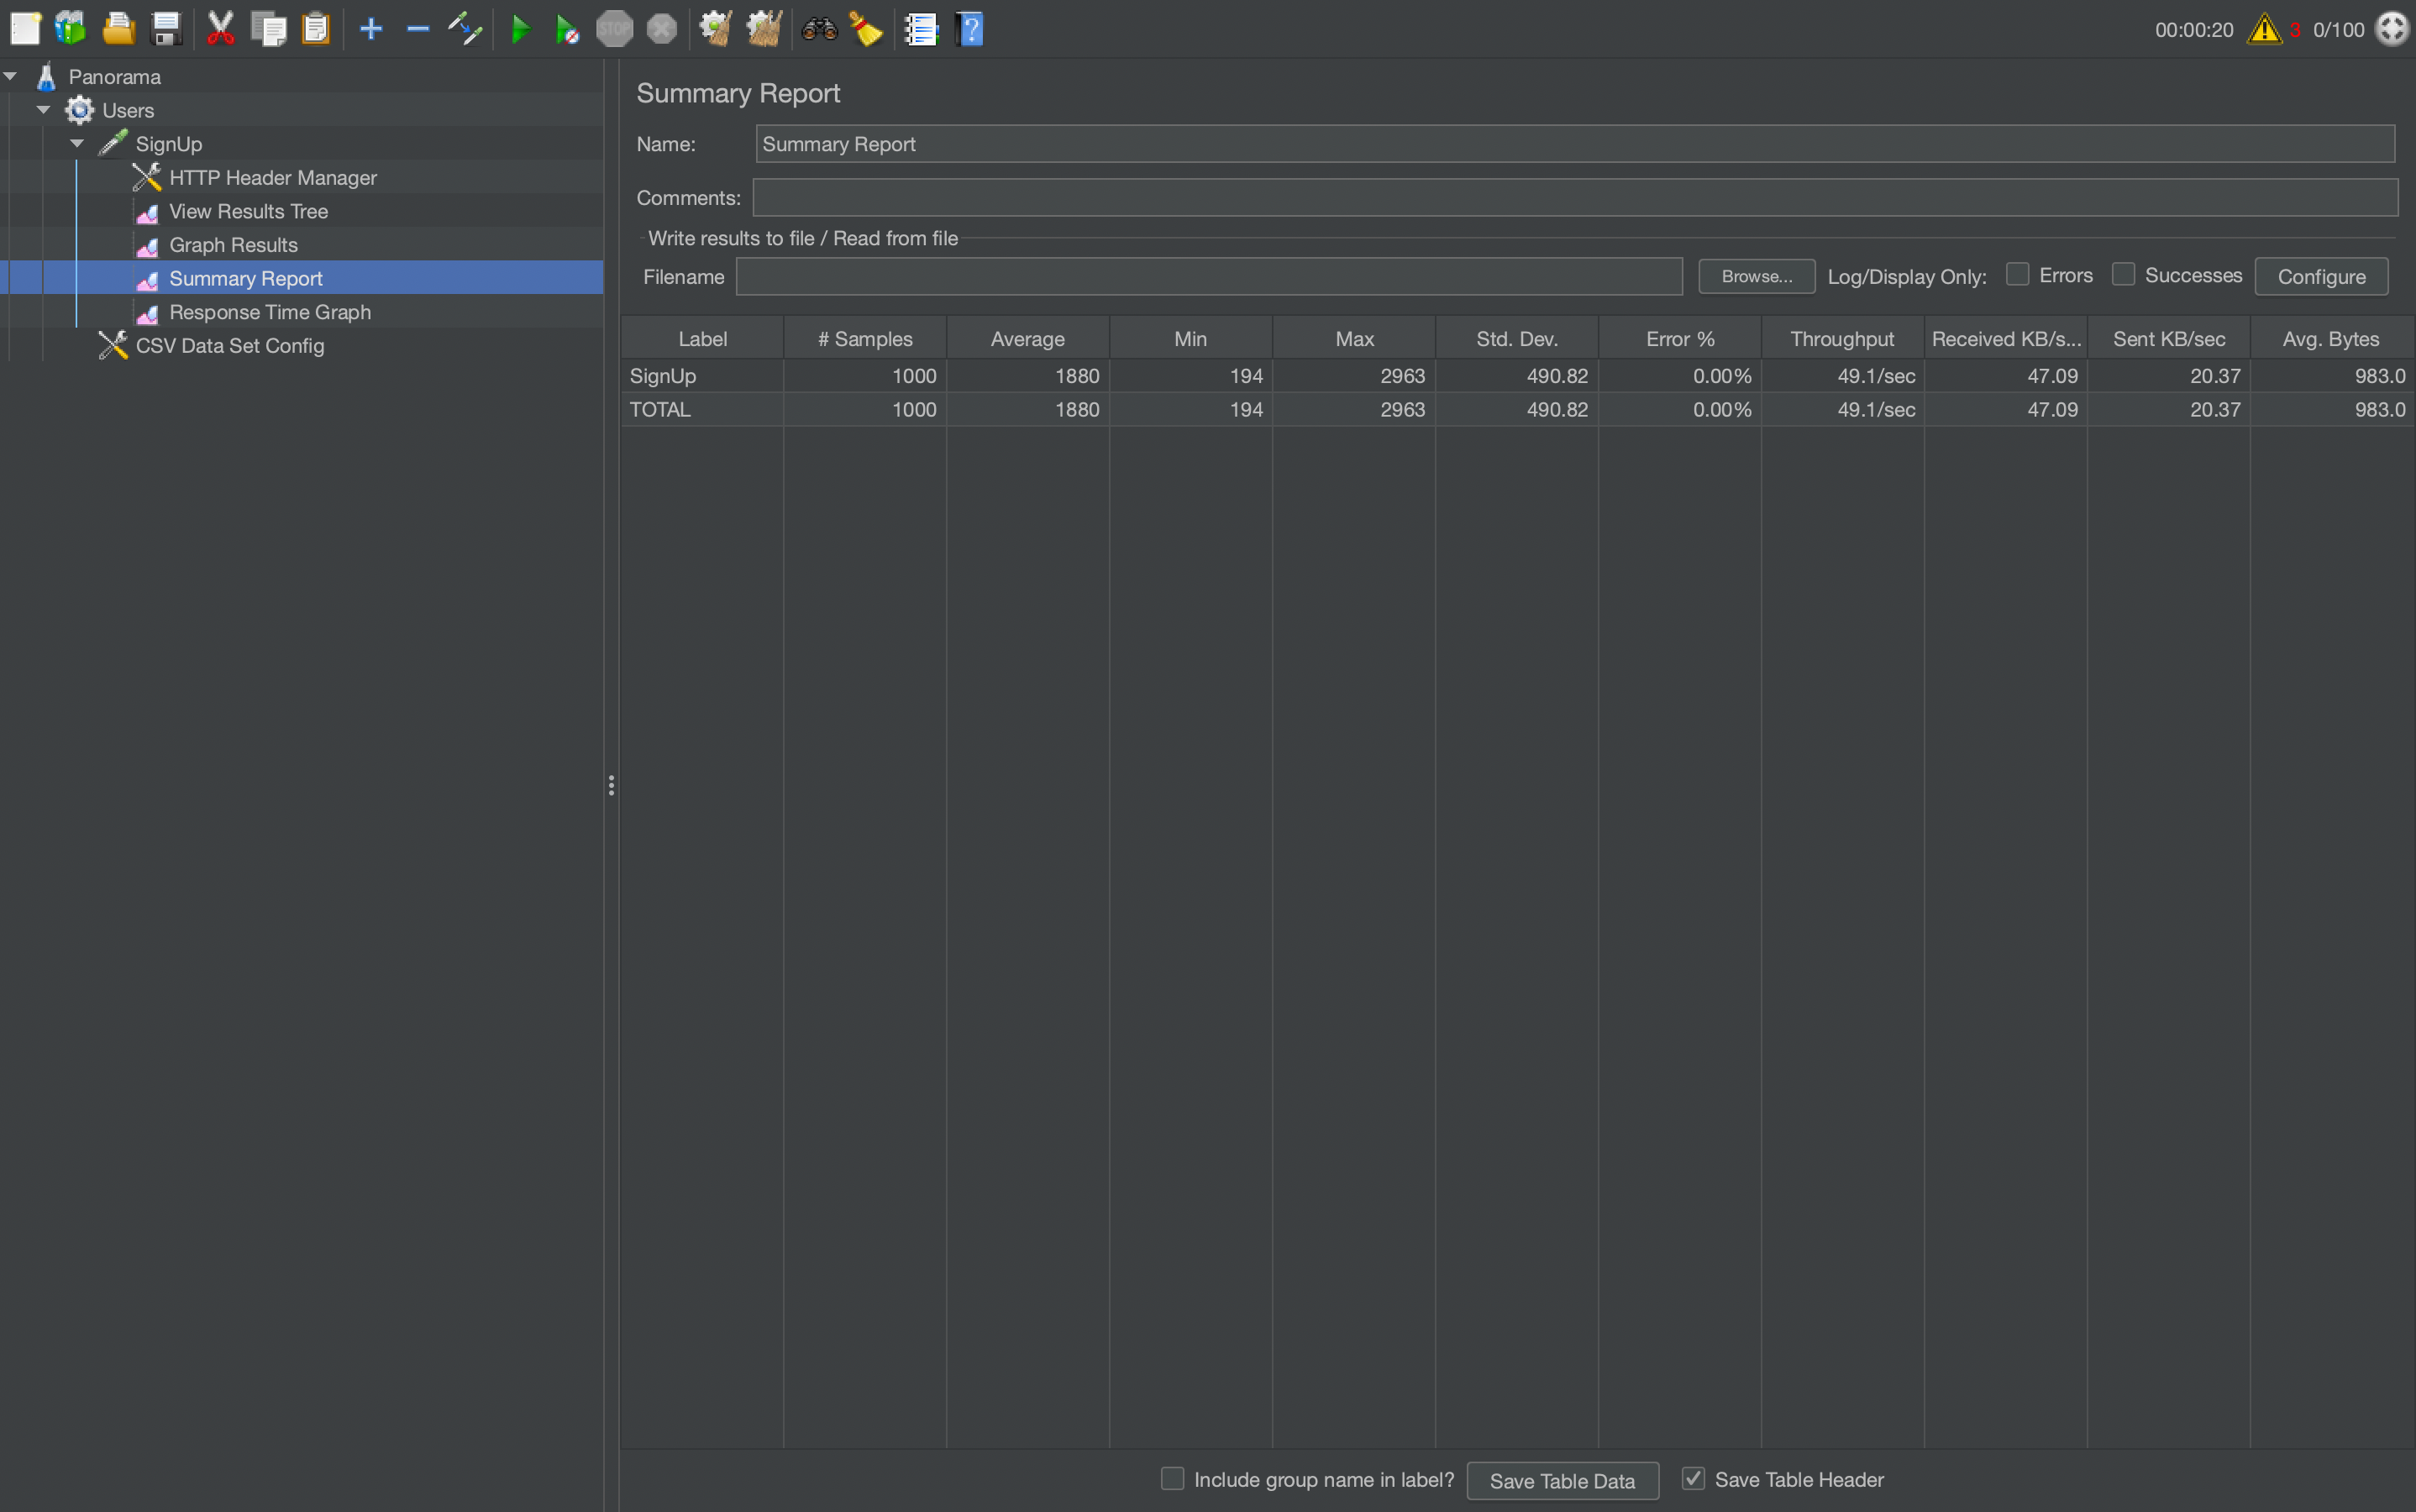 00:00:20 3 0/100
Panorama
Users
SignUp
HTTP Header Manager
View Results Tree
Graph Results
Summary Report
Response Time Graph
CSV Data Set Config
Summary Report
Name: Summary Report
Comments:
Write results to file / Read from file
Filename Browse... Log/Display Only: Errors Successes Configure
Label # Samples Average Min Max Std. Dev. Error % Throughput Received KB/s... Sent KB/sec Avg. Bytes
SignUp 1000 1880 194 2963 490.82 0.00% 49.1/sec 47.09 20.37 983.0
TOTAL 1000 1880 194 2963 490.82 0.00% 49.1/sec 47.09 20.37 983.0
Include group name in label? Save Table Data Save Table Header